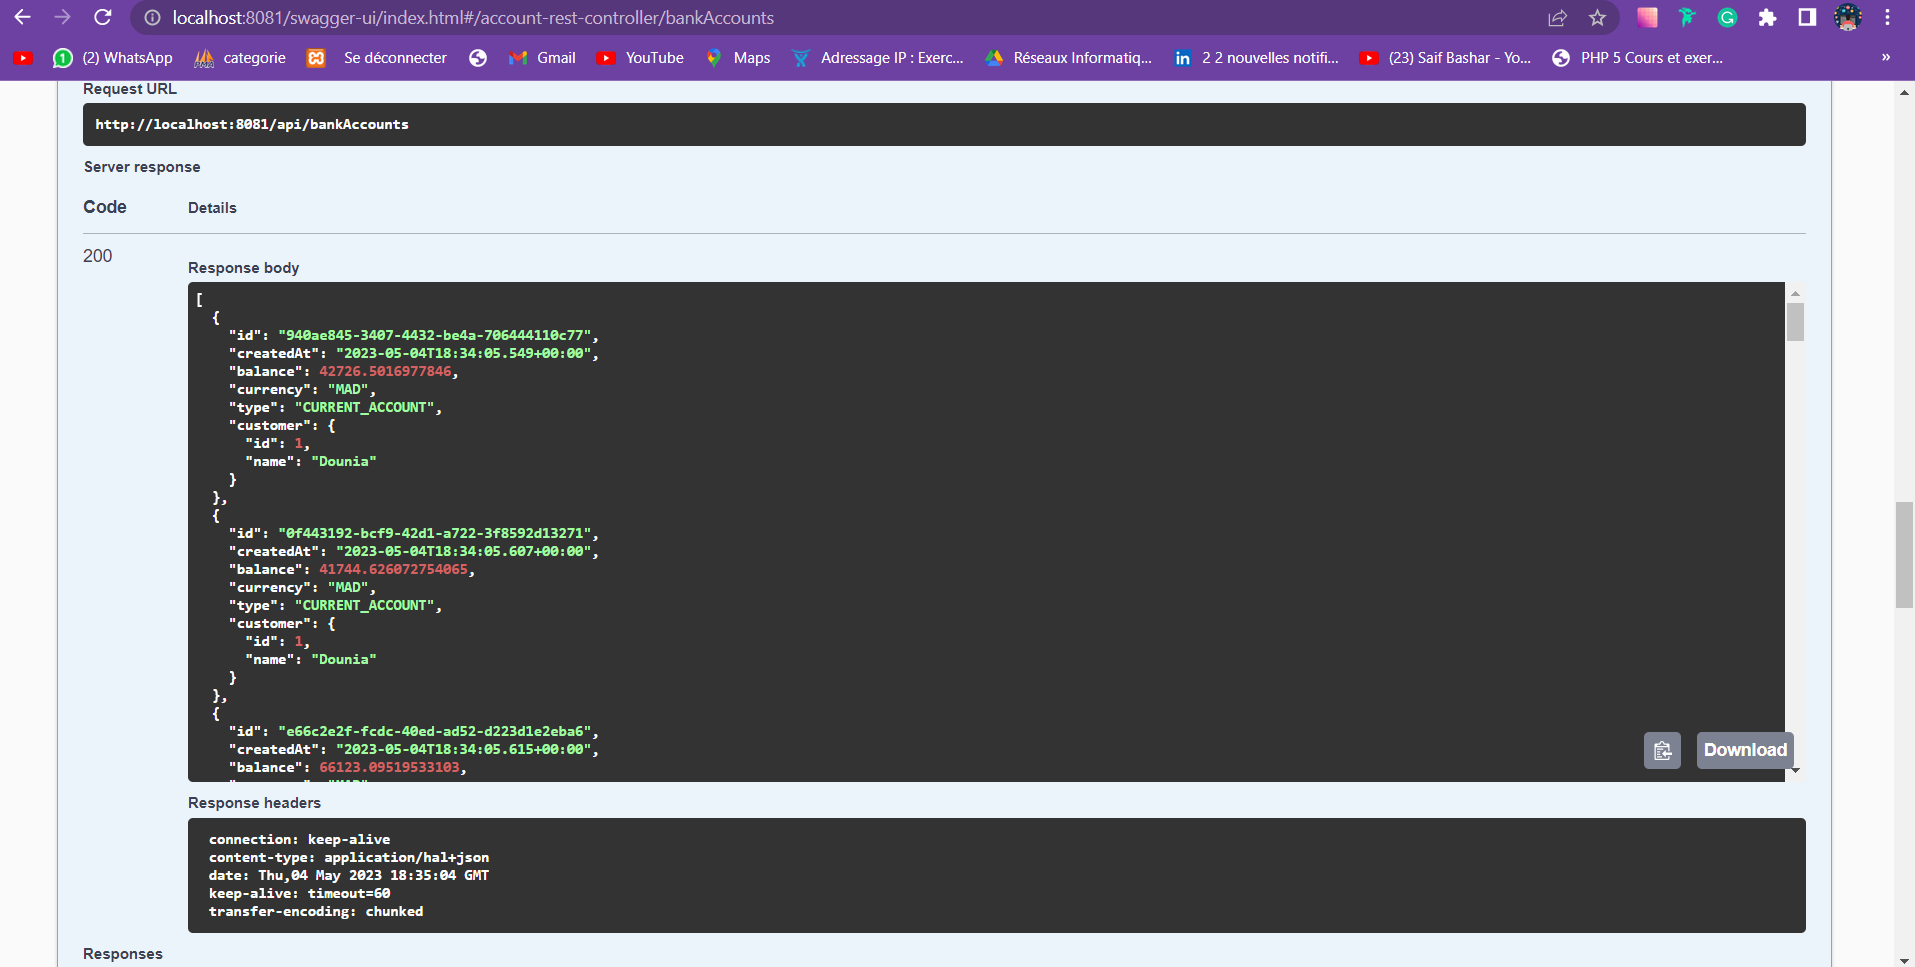 localhost:8081/swagger-ui/index.html#/account-rest-controller/bankAccounts
(2) WhatsApp categorie Se déconnecter Gmail YouTube Maps Adressage IP : Exerc... Réseaux Informatiq... 2 2 nouvelles notifi... (23) Saif Bashar - Yo... PHP 5 Cours et exer... »
Request URL
http://localhost:8081/api/bankAccounts
Server response
Code Details
200
Response body
[
{
"id": "940ae845-3407-4432-be4a-706444110c77",
"createdAt": "2023-05-04T18:34:05.549+00:00",
"balance": 42726.5016977846,
"currency": "MAD",
"type": "CURRENT_ACCOUNT",
"customer": {
"id": 1,
"name": "Dounia"
}
},
{
"id": "0f443192-bcf9-42d1-a722-3f8592d13271",
"createdAt": "2023-05-04T18:34:05.607+00:00",
"balance": 41744.626072754065,
"currency": "MAD",
"type": "CURRENT_ACCOUNT",
"customer": {
"id": 1,
"name": "Dounia"
}
},
{
"id": "e66c2e2f-fcdc-40ed-ad52-d223d1e2eba6",
"createdAt": "2023-05-04T18:34:05.615+00:00",
"balance": 66123.09519533103,
Download
Response headers
connection: keep-alive
content-type: application/hal+json
date: Thu,04 May 2023 18:35:04 GMT
keep-alive: timeout=60
transfer-encoding: chunked
Responses